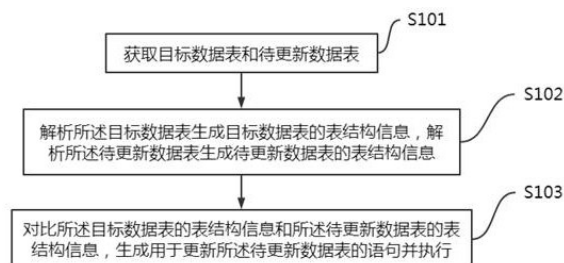 S101
获取目标数据表和待更新数据表
S102
解析所述目标数据表生成目标数据表的表结构信息，解
析所述待更新数据表生成待更新数据表的表结构信息
S103
对比所述目标数据表的表结构信息和所述待更新数据表的表
结构信息，生成用于更新所述待更新数据表的语句并执行